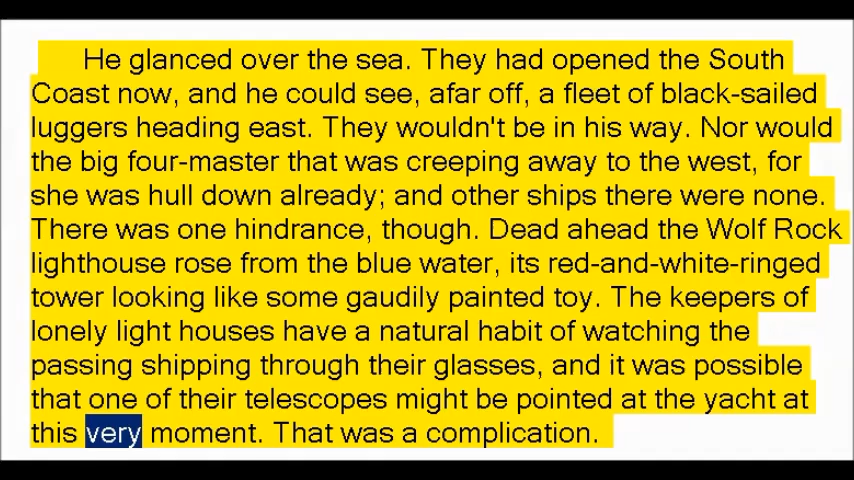 He glanced over the sea. They had opened the South
Coast now, and he could see, afar off, a fleet of black-sailed
luggers heading east. They wouldn't be in his way. Nor would
the big four-master that was creeping away to the west, for
she was hull down already; and other ships there were none.
There was one hindrance, though. Dead ahead the Wolf Rock
lighthouse rose from the blue water, its red-and-white-ringed
tower looking like some gaudily painted toy. The keepers of
lonely light houses have a natural habit of watching the
passing shipping through their glasses, and it was possible
that one of their telescopes might be pointed at the yacht at
this very moment. That was a complication.